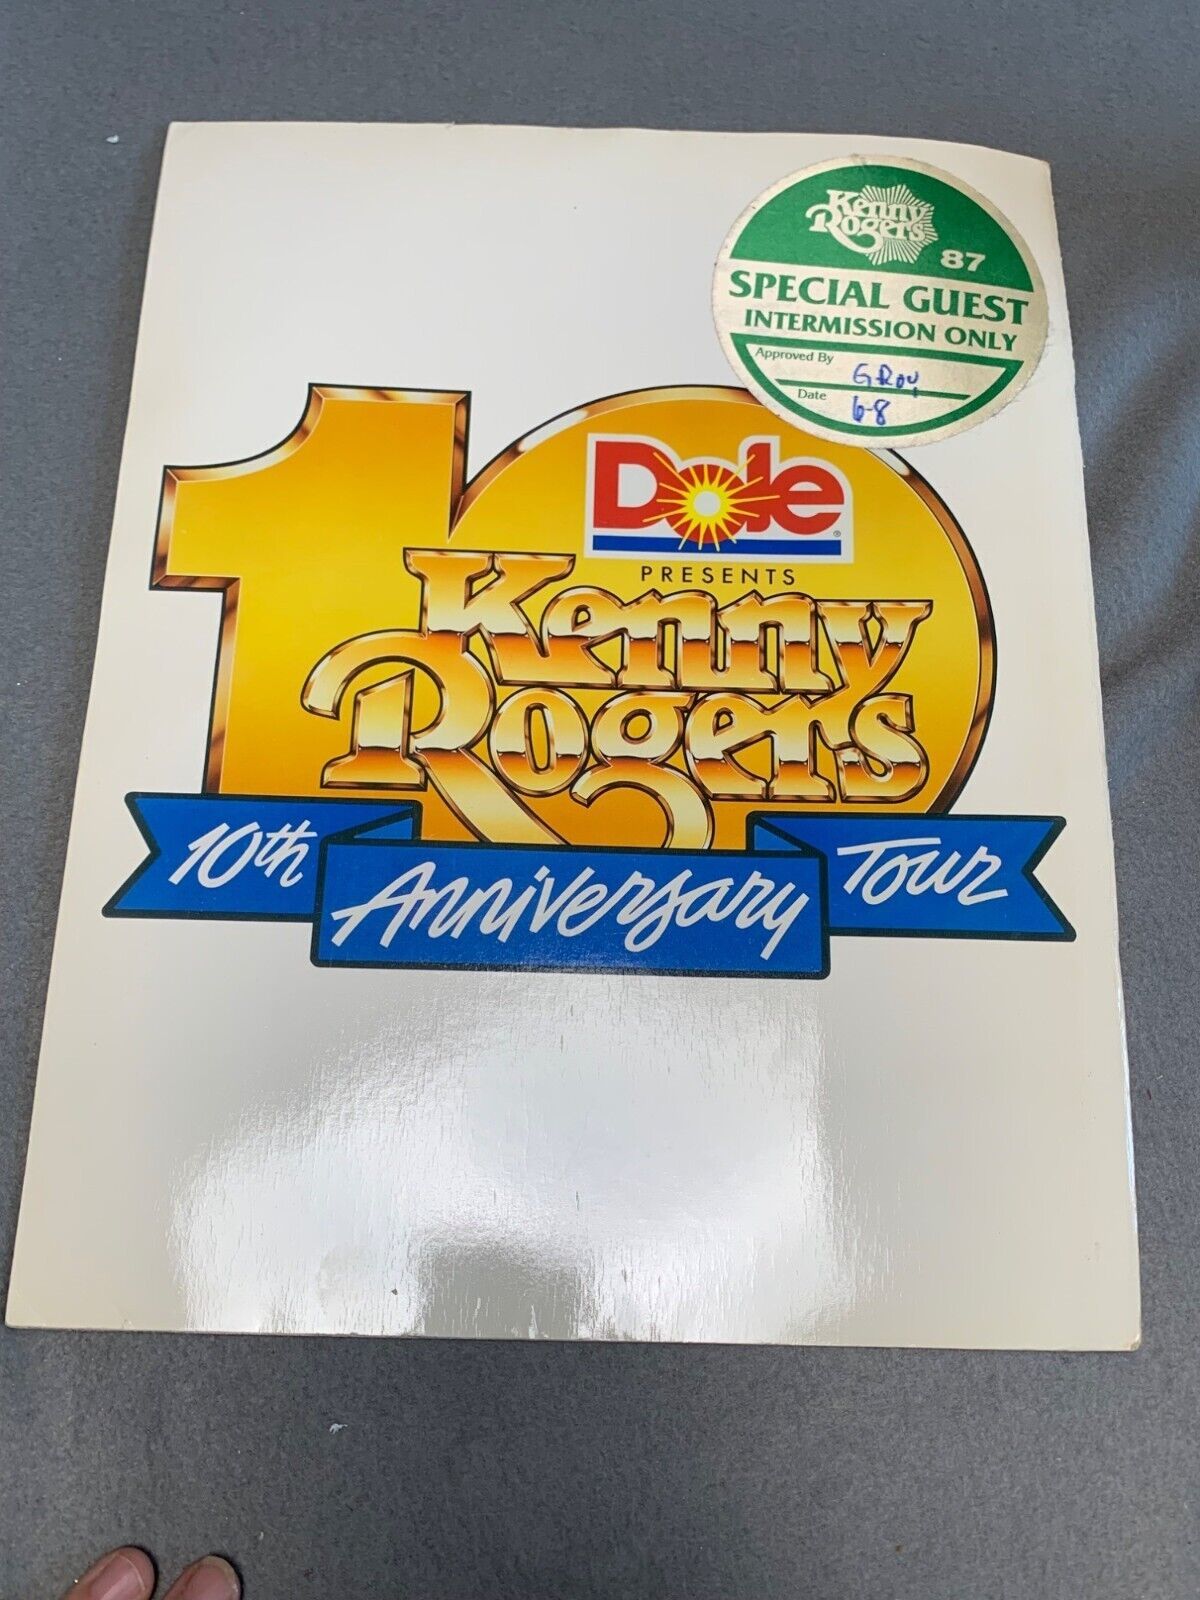 Kenny
Rogers
87
SPECIAL GUEST
INTERMISSION ONLY
Approved By
Date 6-8
Dole®
PRESENTS
Kenny
Rogers
10
10th Anniversary Tour